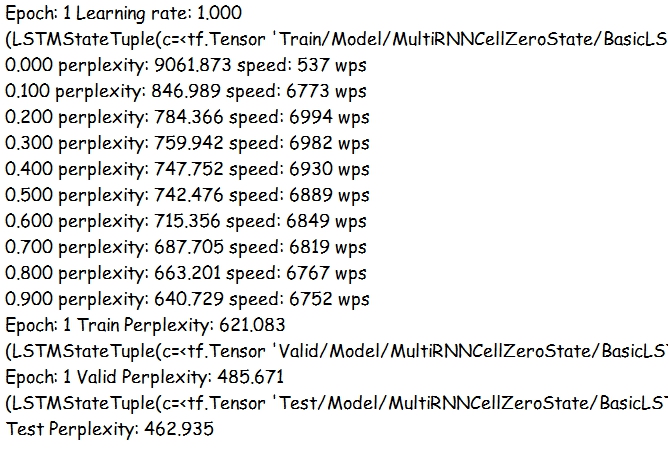 Epoch: 1 Learning rate: 1.000
(LSTMStateTuple(c=<tf.Tensor 'Train/Model/MultiRNNCellZeroState/BasicLS
0.000 perplexity: 9061.873 speed: 537 wps
0.100 perplexity: 846.989 speed: 6773 wps
0.200 perplexity: 784.366 speed: 6994 wps
0.300 perplexity: 759.942 speed: 6982 wps
0.400 perplexity: 747.752 speed: 6930 wps
0.500 perplexity: 742.476 speed: 6889 wps
0.600 perplexity: 715.356 speed: 6849 wps
0.700 perplexity: 687.705 speed: 6819 wps
0.800 perplexity: 663.201 speed: 6767 wps
0.900 perplexity: 640.729 speed: 6752 wps
Epoch: 1 Train Perplexity: 621.083
(LSTMStateTuple(c=<tf.Tensor 'Valid/Model/MultiRNNCellZeroState/BasicLST
Epoch: 1 Valid Perplexity: 485.671
(LSTMStateTuple(c=<tf.Tensor 'Test/Model/MultiRNNCellZeroState/BasicLST
Test Perplexity: 462.935